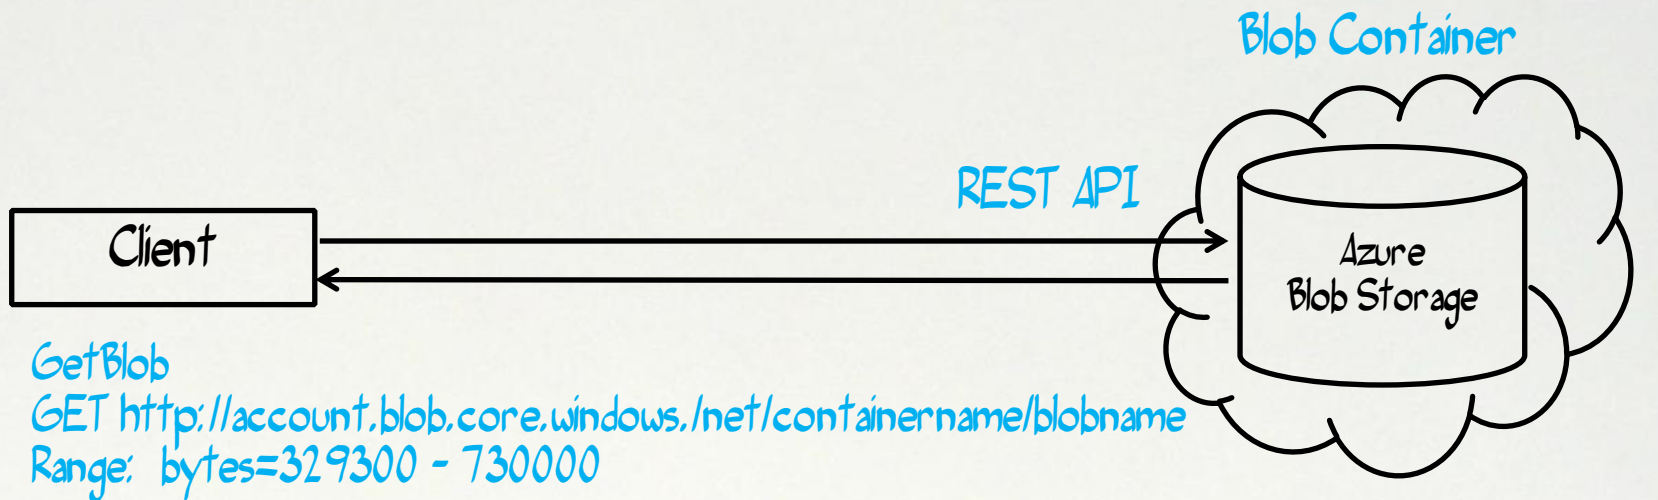 Blob Container
REST API
Client
Azure
Blob Storage
GetBlob
GET http://account.blob.core.windows./net/containername/blobname
Range:  bytes=329300 - 730000